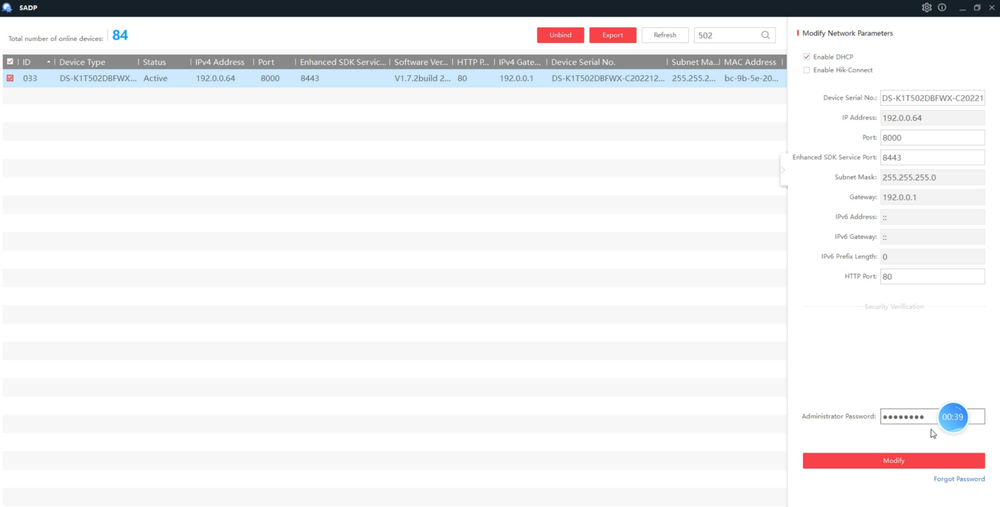 SADP
Total number of online devices: 84
Unbind Export Refresh 502
ID Device Type Status IPv4 Address Port Enhanced SDK Servic... Software Ver... HTTP P... IPv4 Gate... Device Serial No. Subnet Ma... MAC Address
033 DS-K1T502DBFWX... Active 192.0.0.64 8000 8443 V1.7.2build 2... 80 192.0.0.1 DS-K1T502DBFWX-C202212... 255.255.2... bc-9b-5e-20...
Modify Network Parameters
Enable DHCP
Enable Hik-Connect
Device Serial No.: DS-K1T502DBFWX-C20221
IP Address: 192.0.0.64
Port: 8000
Enhanced SDK Service Port: 8443
Subnet Mask: 255.255.255.0
Gateway: 192.0.0.1
IPv6 Address: ::
IPv6 Gateway: ::
IPv6 Prefix Length: 0
HTTP Port: 80
Security Verification
Administrator Password: ●●●●●●●● 00:39
Modify
Forgot Password